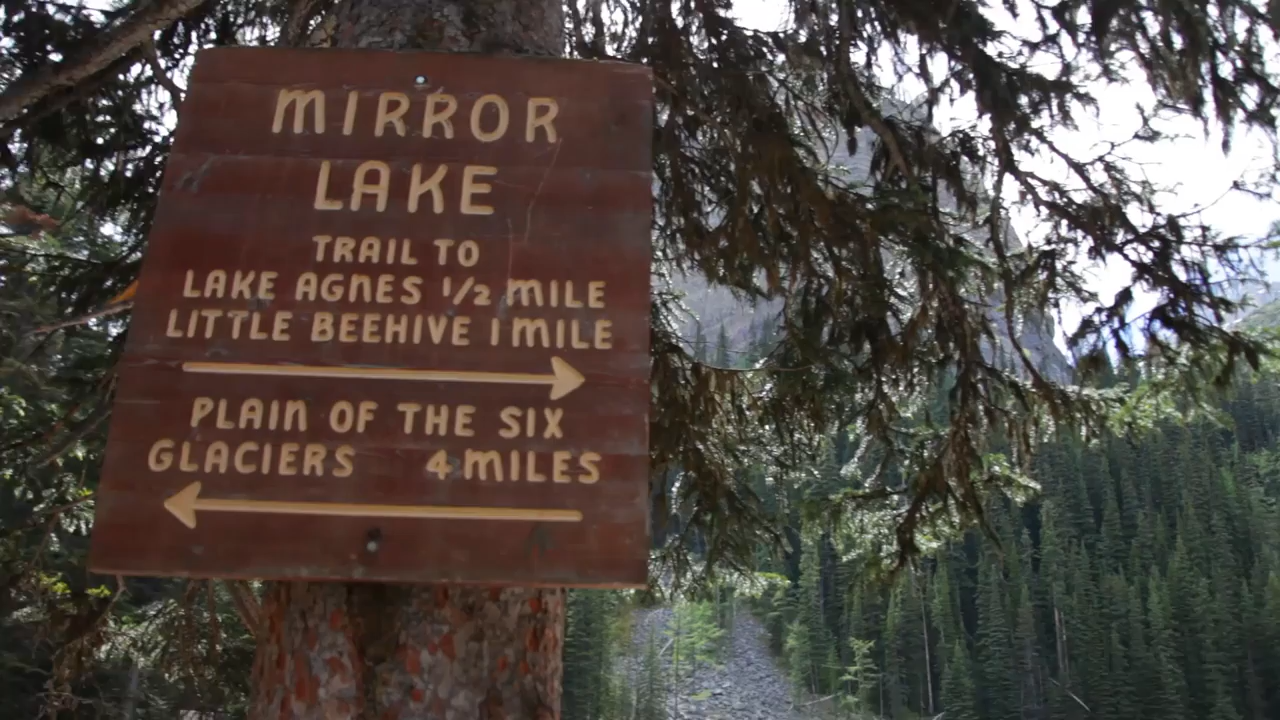 MIRROR
LAKE
TRAIL TO
LAKE AGNES 1/2 MILE
LITTLE BEEHIVE 1 MILE
PLAIN OF THE SIX
GLACIERS 4 MILES